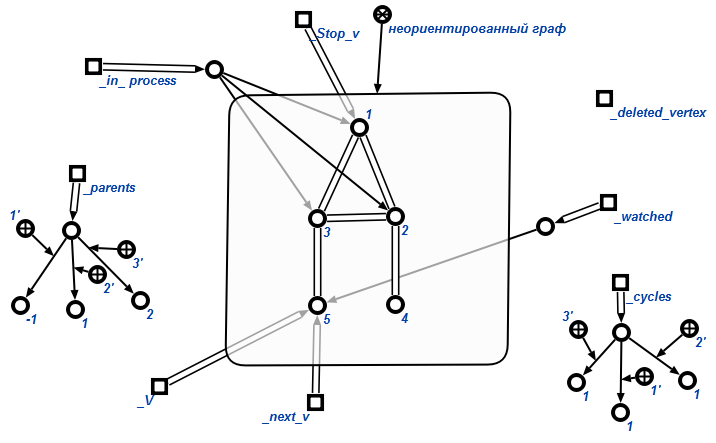 _Stop_v
неориентированный граф
_in_ process
1
_deleted_vertex
_parents
1'
3'
2'
-1
1
2
3
2
_watched
5
4
_cycles
3'
2'
1'
1
1
1
_V
_next_v